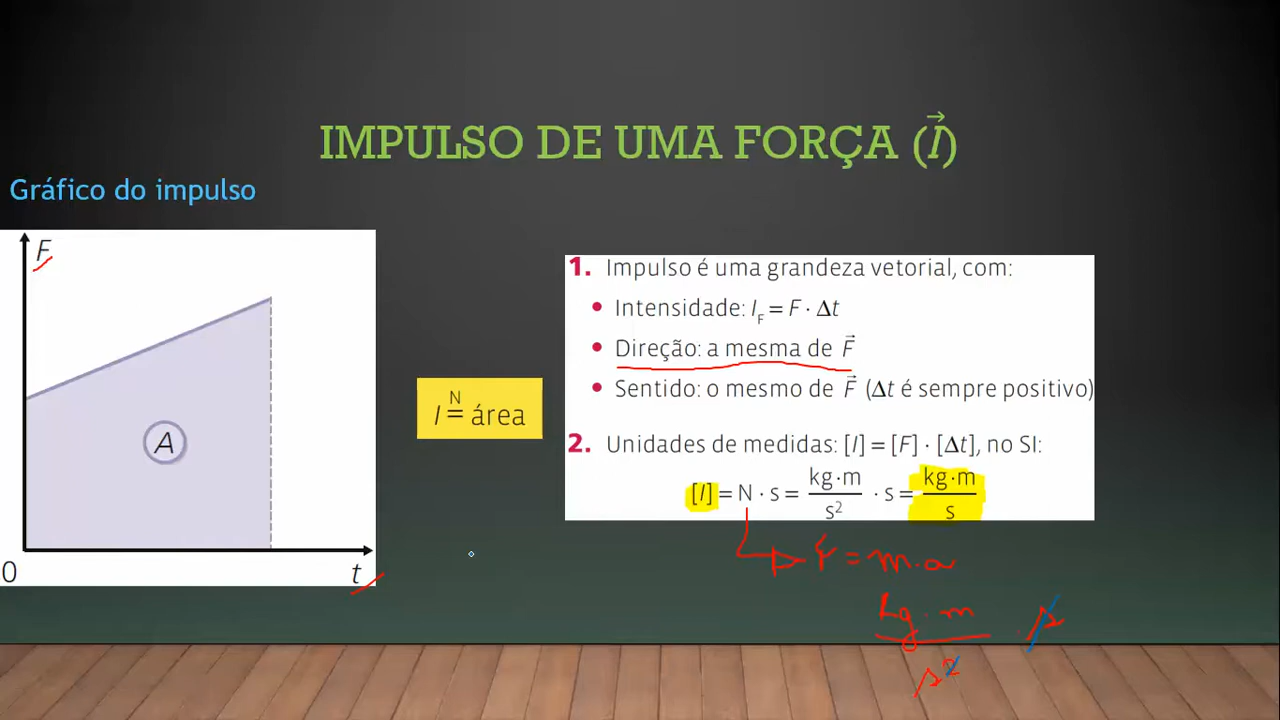 IMPULSO DE UMA FORÇA (I⃗)
Gráfico do impulso
F
A
0
t
I =ᴺ área
1. Impulso é uma grandeza vetorial, com:
• Intensidade: I_F = F · Δt
• Direção: a mesma de F⃗
• Sentido: o mesmo de F⃗ (Δt é sempre positivo)
2. Unidades de medidas: [I] = [F] · [Δt], no SI:
[I] = N · s = kg·m/s² · s = kg·m/s
F = m.a
kg.m/s² . s